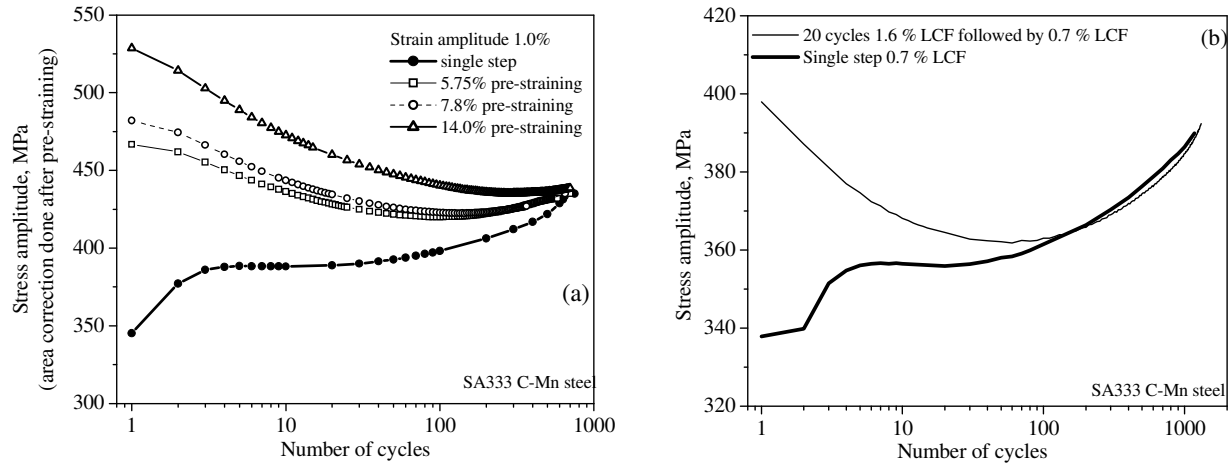 550
500
450
400
350
300
Stress amplitude, MPa
(area correction done after pre-straining)
Strain amplitude 1.0%
single step
5.75% pre-straining
7.8% pre-straining
14.0% pre-straining
(a)
SA333 C-Mn steel
1
10
100
1000
Number of cycles
420
400
380
360
340
320
Stress amplitude, MPa
(b)
20 cycles 1.6 % LCF followed by 0.7 % LCF
Single step 0.7 % LCF
SA333 C-Mn steel
1
10
100
1000
Number of cycles